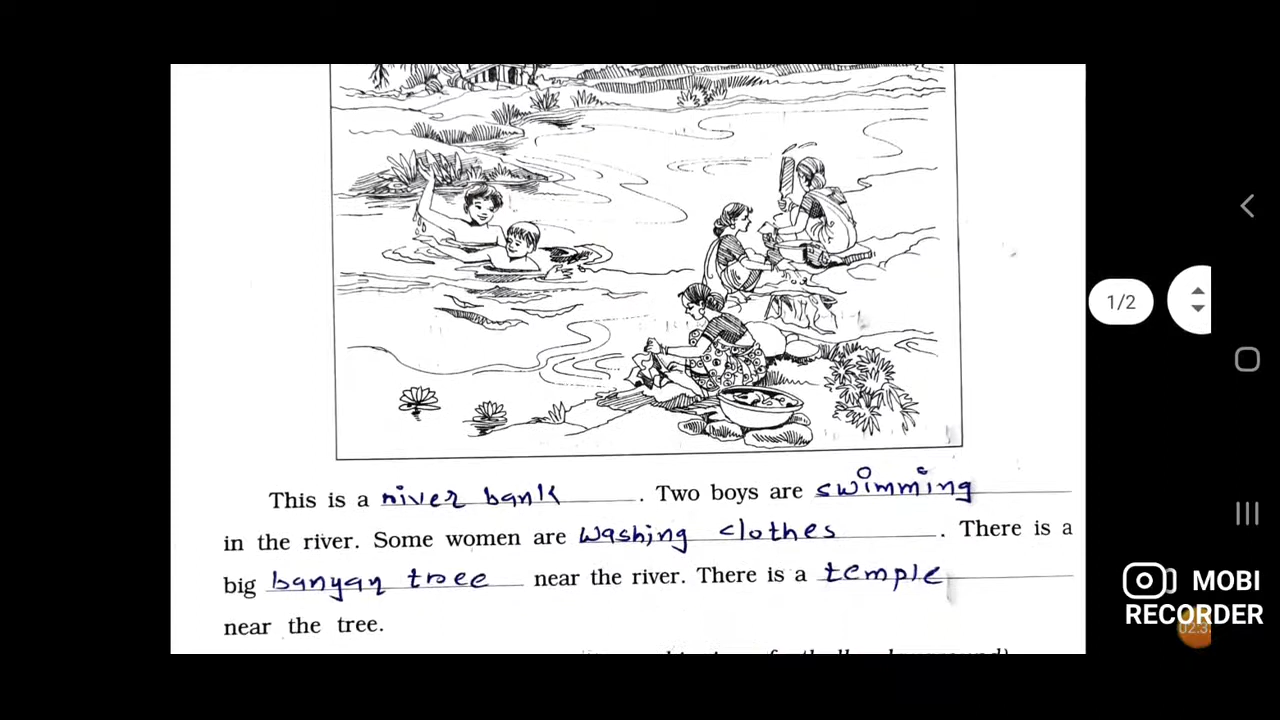 This is a river bank. Two boys are swimming
in the river. Some women are washing clothes. There is a
big banyan tree near the river. There is a temple
near the tree.
1/2
MOBI
RECORDER